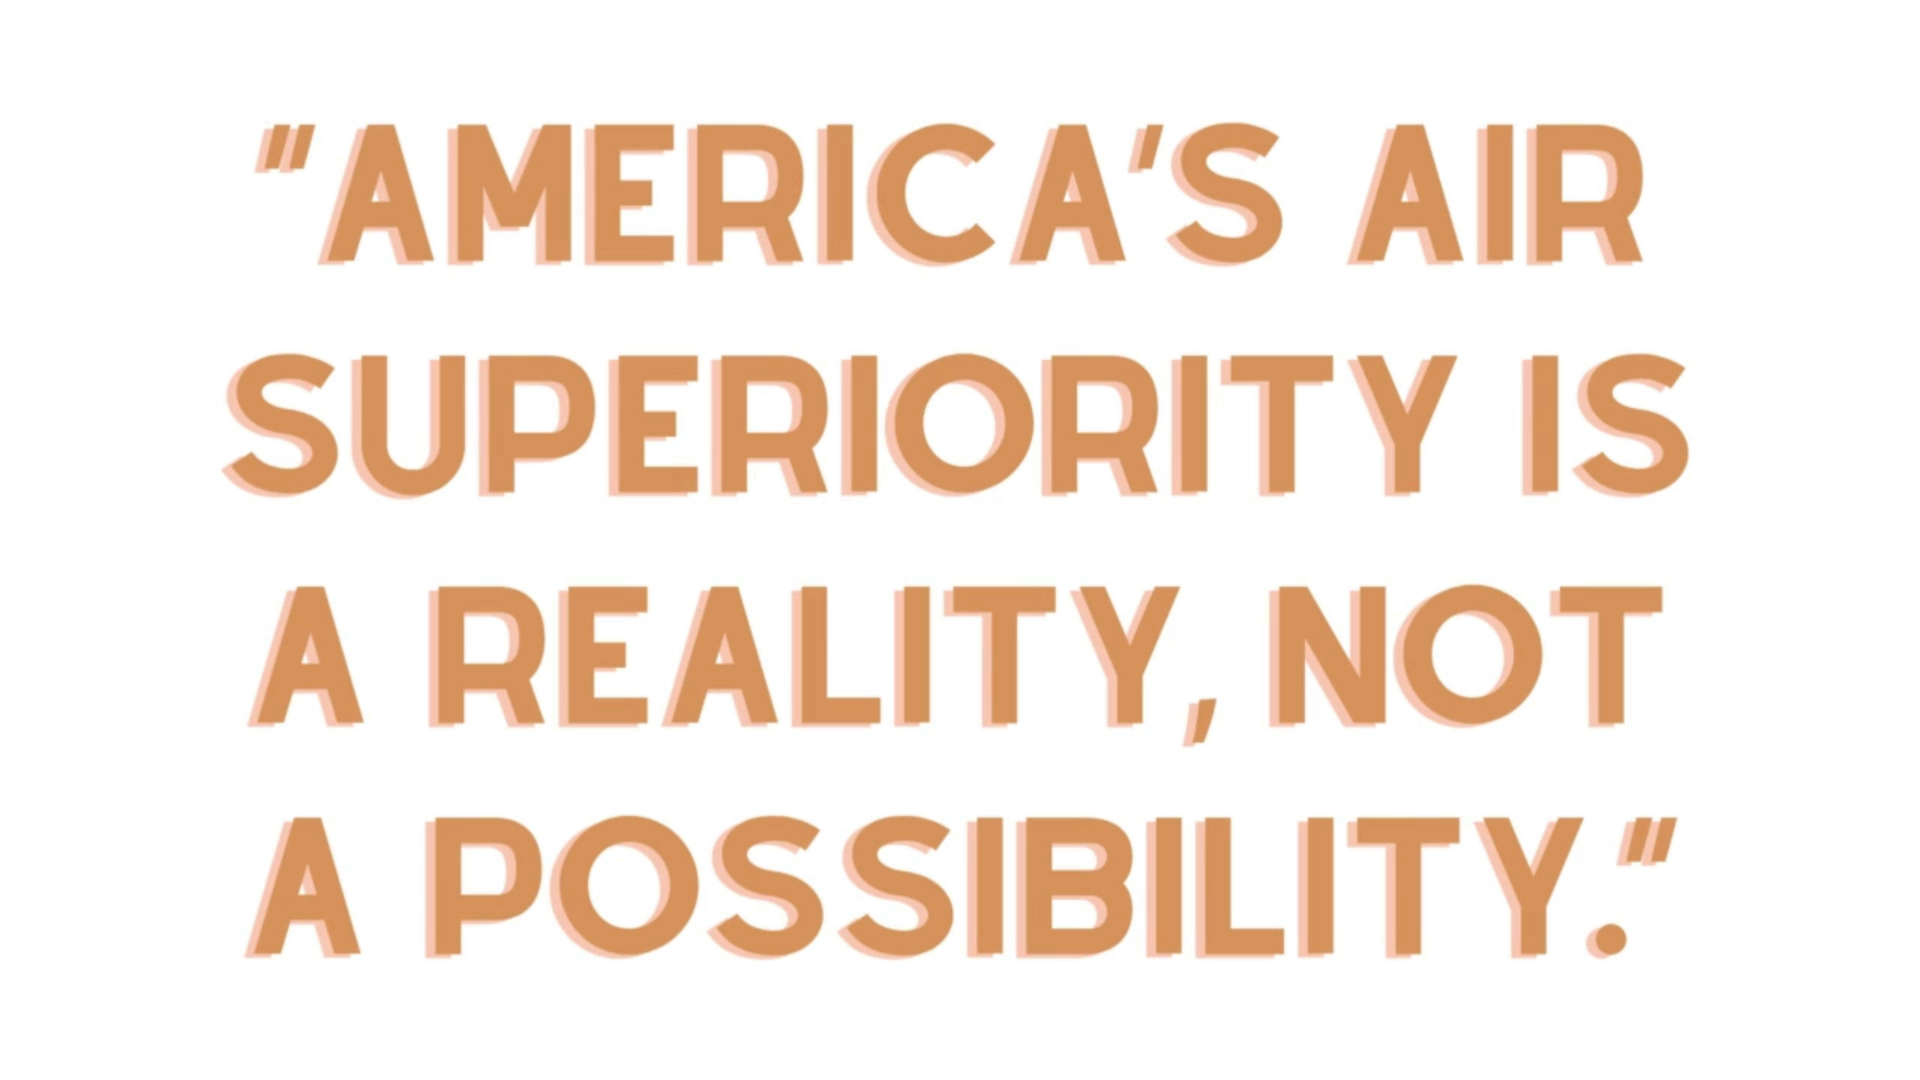 "AMERICA'S AIR
SUPERIORITY IS
A REALITY, NOT
A POSSIBILITY."